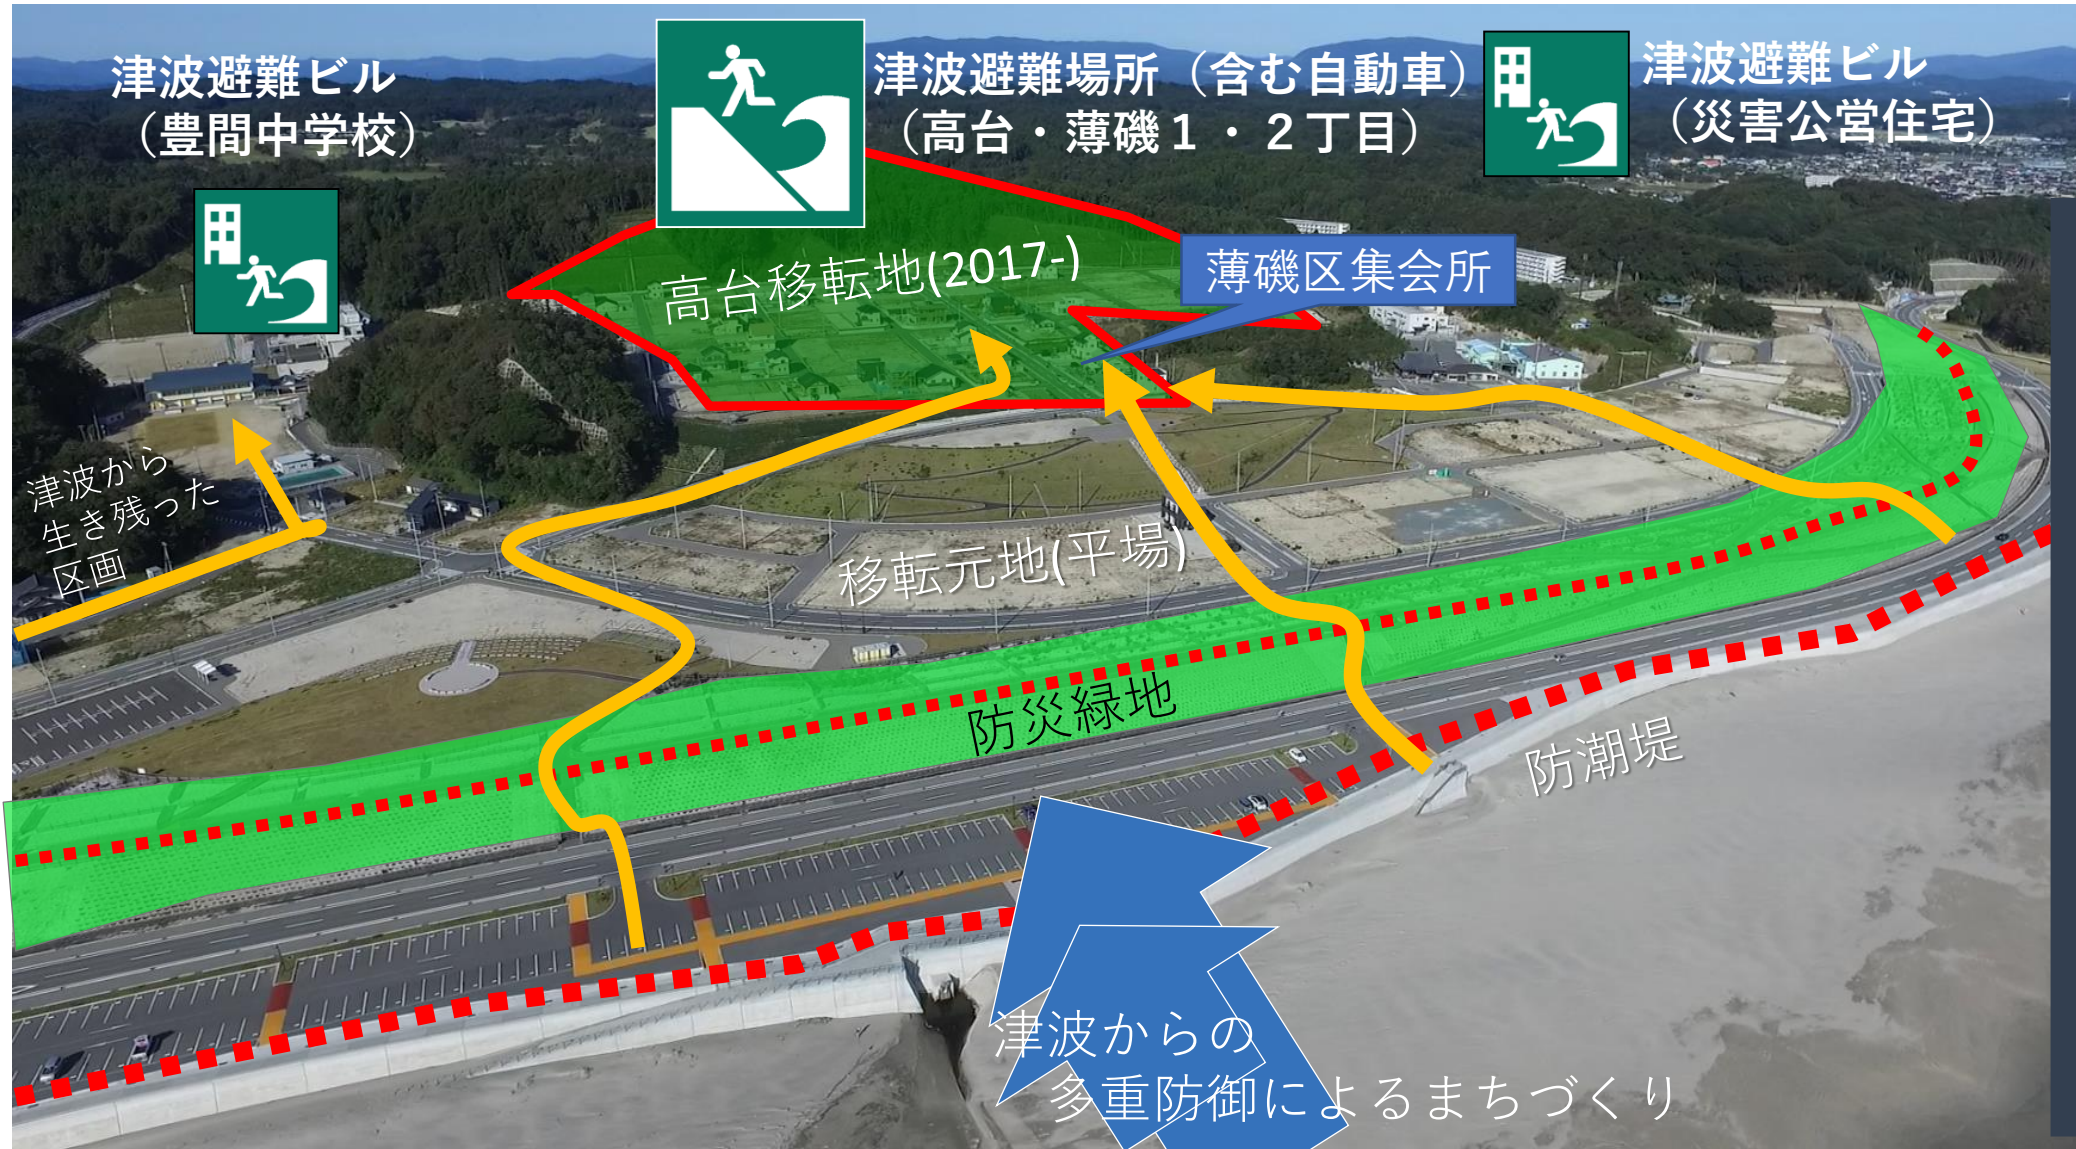 津波避難ビル
（豊間中学校）
津波避難場所（含む自動車）
（高台・薄磯１・２丁目）
津波避難ビル
（災害公営住宅）
高台移転地(2017-)
薄磯区集会所
津波から
生き残った
区画
移転元地(平場)
防災緑地
防潮堤
津波からの
多重防御によるまちづくり